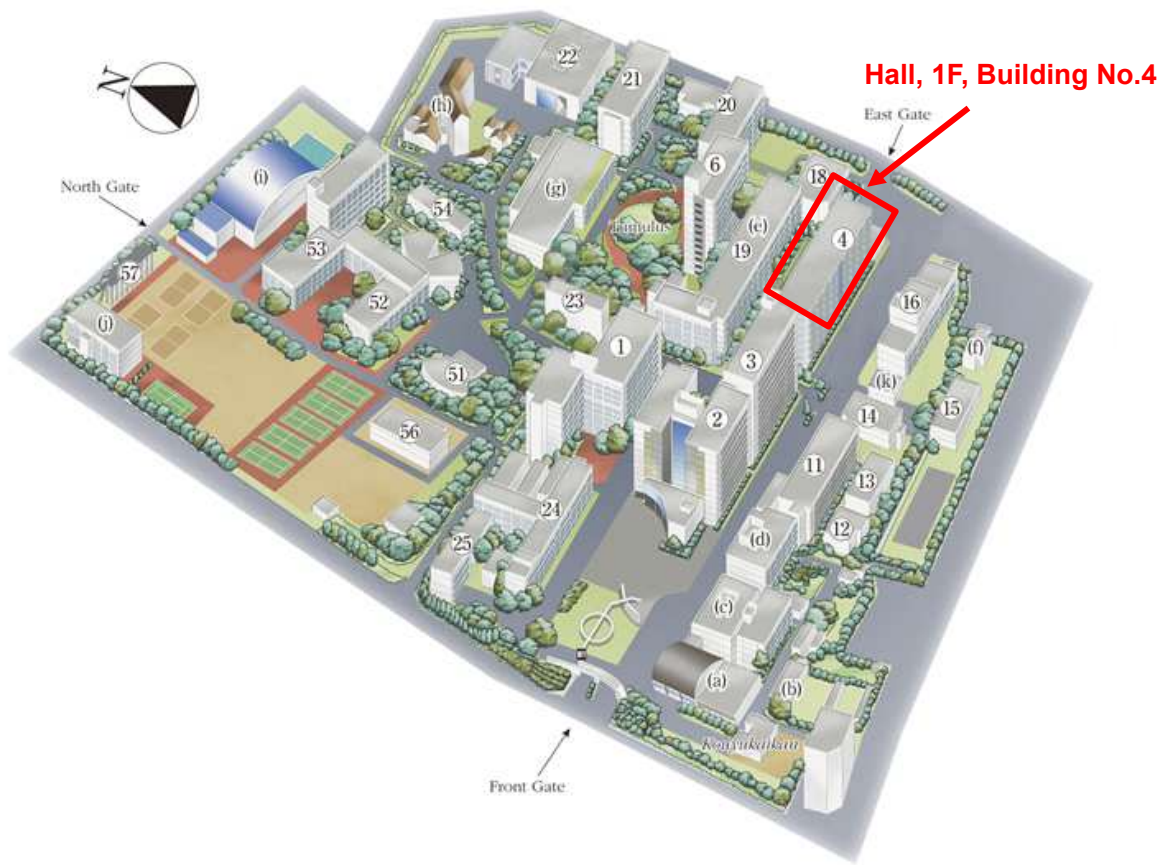 Hall, 1F, Building No.4
N
East Gate
North Gate
22
21
20
(h)
6
18
(i)
(g)
54
Tumulus
(e)
4
53
19
57
52
23
16
(j)
1
3
(f)
51
(k)
2
14
15
56
11
13
24
12
25
(d)
(c)
(a)
(b)
Kouyukaikan
Front Gate